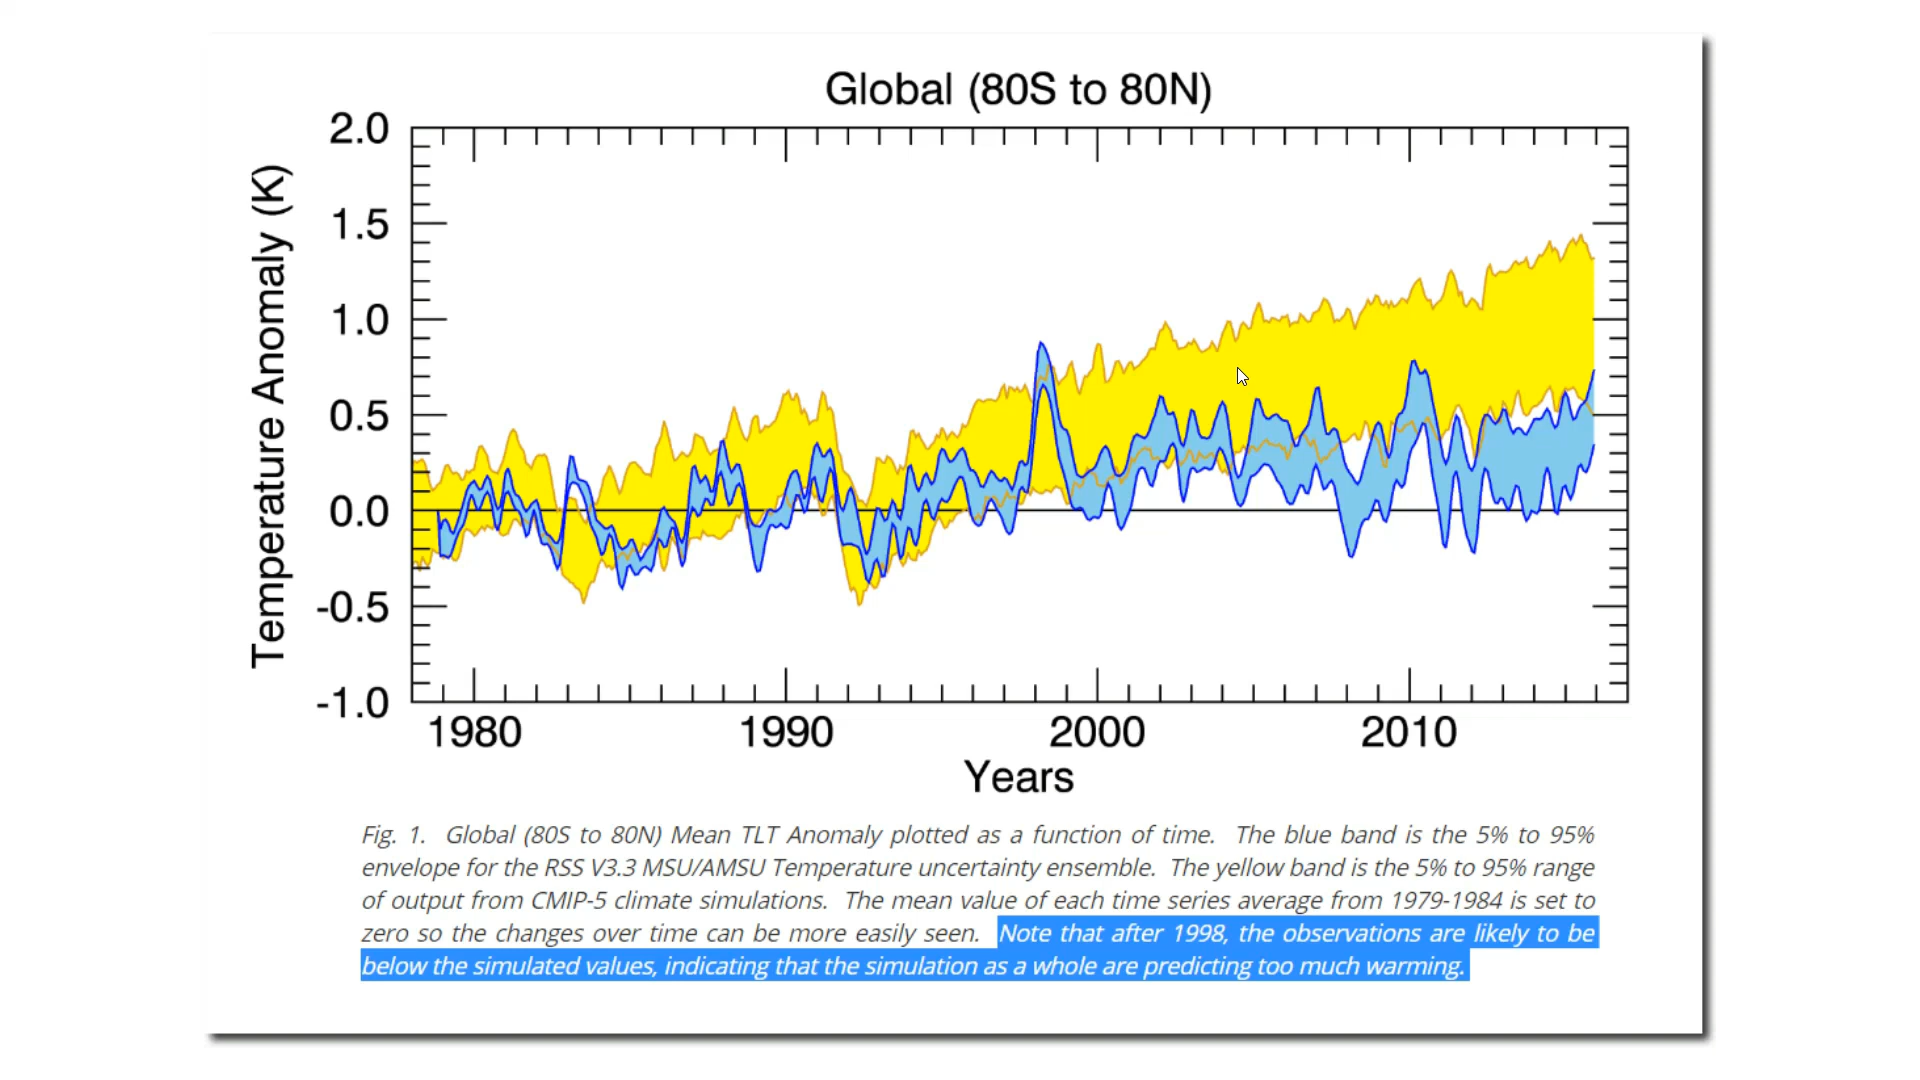 Global (80S to 80N)
2.0
1.5
1.0
0.5
0.0
-0.5
-1.0
Temperature Anomaly (K)
1980 1990 2000 2010
Years
Fig. 1. Global (80S to 80N) Mean TLT Anomaly plotted as a function of time. The blue band is the 5% to 95%
envelope for the RSS V3.3 MSU/AMSU Temperature uncertainty ensemble. The yellow band is the 5% to 95% range
of output from CMIP-5 climate simulations. The mean value of each time series average from 1979-1984 is set to
zero so the changes over time can be more easily seen. Note that after 1998, the observations are likely to be
below the simulated values, indicating that the simulation as a whole are predicting too much warming.